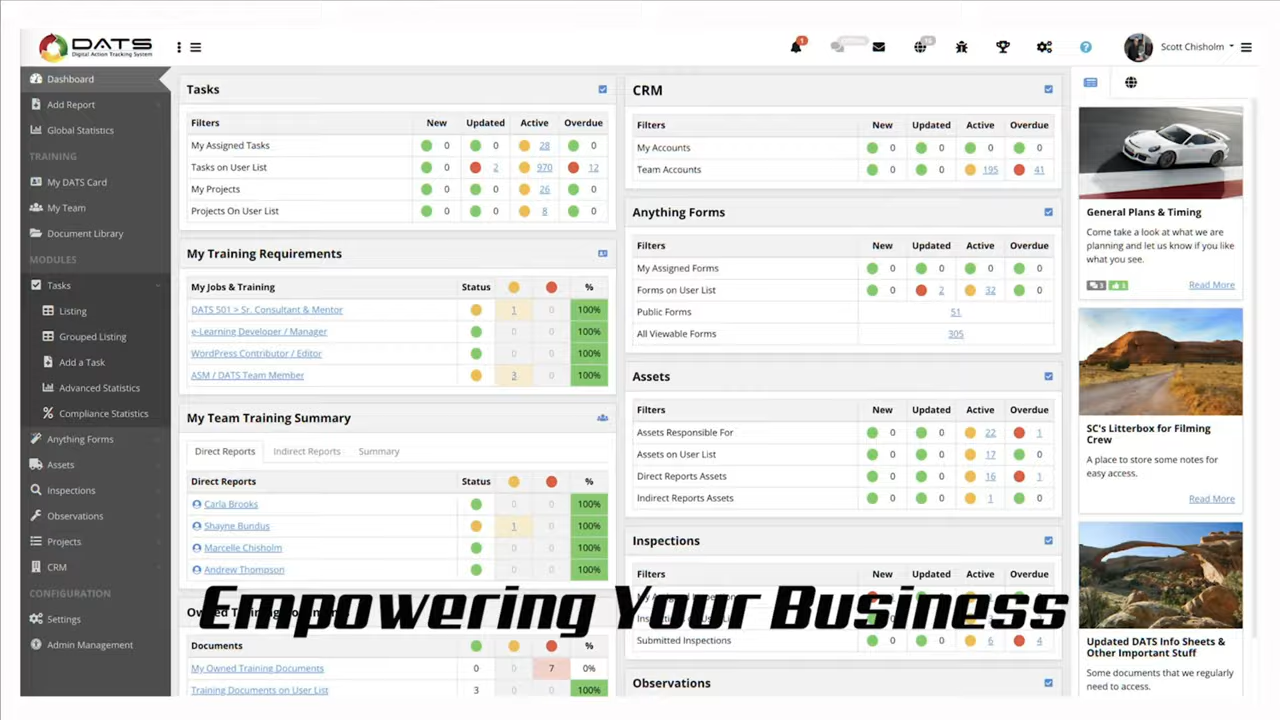 DATS
Digital Action Tracking System
1
Scott Chisholm
Dashboard
Add Report
Global Statistics
TRAINING
My DATS Card
My Team
Document Library
MODULES
Tasks
Listing
Grouped Listing
Add a Task
Advanced Statistics
Compliance Statistics
Anything Forms
Assets
Inspections
Observations
Projects
CRM
CONFIGURATION
Settings
Admin Management
Tasks
Filters New Updated Active Overdue
My Assigned Tasks 0 0 28 0
Tasks on User List 0 2 970 12
My Projects 0 0 26 0
Projects On User List 0 0 8 0
My Training Requirements
My Jobs & Training Status %
DATS 501 > Sr. Consultant & Mentor 1 0 100%
e-Learning Developer / Manager 0 0 100%
WordPress Contributor / Editor 0 0 100%
ASM / DATS Team Member 3 0 100%
My Team Training Summary
Direct Reports Indirect Reports Summary
Direct Reports Status %
Carla Brooks 0 0 100%
Shayne Bundus 1 0 100%
Marcelle Chisholm 0 0 100%
Andrew Thompson 0 0 100%
Documents %
My Owned Training Documents 0 0 7 0%
Training Documents on User List 3 0 0 100%
CRM
Filters New Updated Active Overdue
My Accounts 0 0 0 0
Team Accounts 0 0 195 41
Anything Forms
Filters New Updated Active Overdue
My Assigned Forms 0 0 0 0
Forms on User List 0 2 32 0
Public Forms 51
All Viewable Forms 305
Assets
Filters New Updated Active Overdue
Assets Responsible For 0 0 22 1
Assets on User List 0 0 17 0
Direct Reports Assets 0 0 16 1
Indirect Reports Assets 0 0 1 0
Inspections
Filters New Updated Active Overdue
Submitted Inspections 0 0 6 4
Observations
Empowering Your Business
General Plans & Timing
Come take a look at what we are
planning and let us know if you like
what you see.
3 1
Read More
SC's Litterbox for Filming
Crew
A place to store some notes for
easy access.
Read More
Updated DATS Info Sheets &
Other Important Stuff
Some documents that we regularly
need to access.